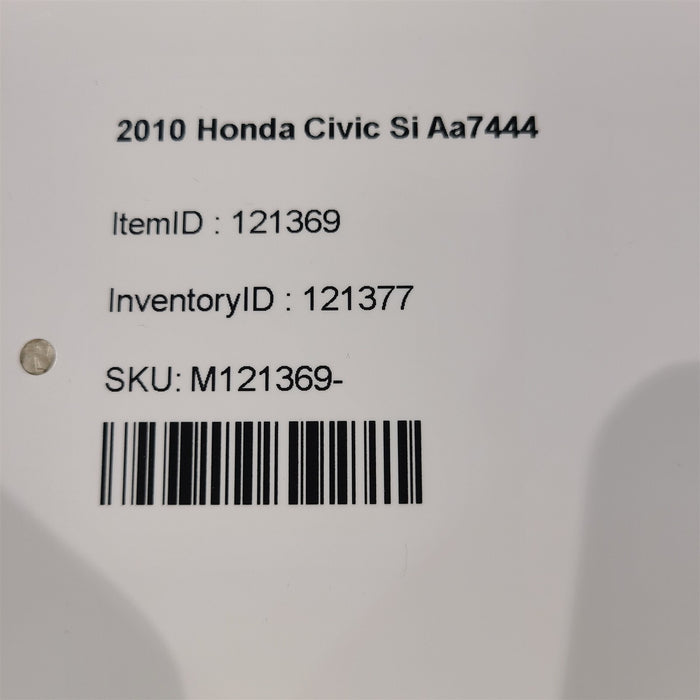 2010 Honda Civic Si Aa7444
ItemID : 121369
InventoryID : 121377
SKU: M121369-